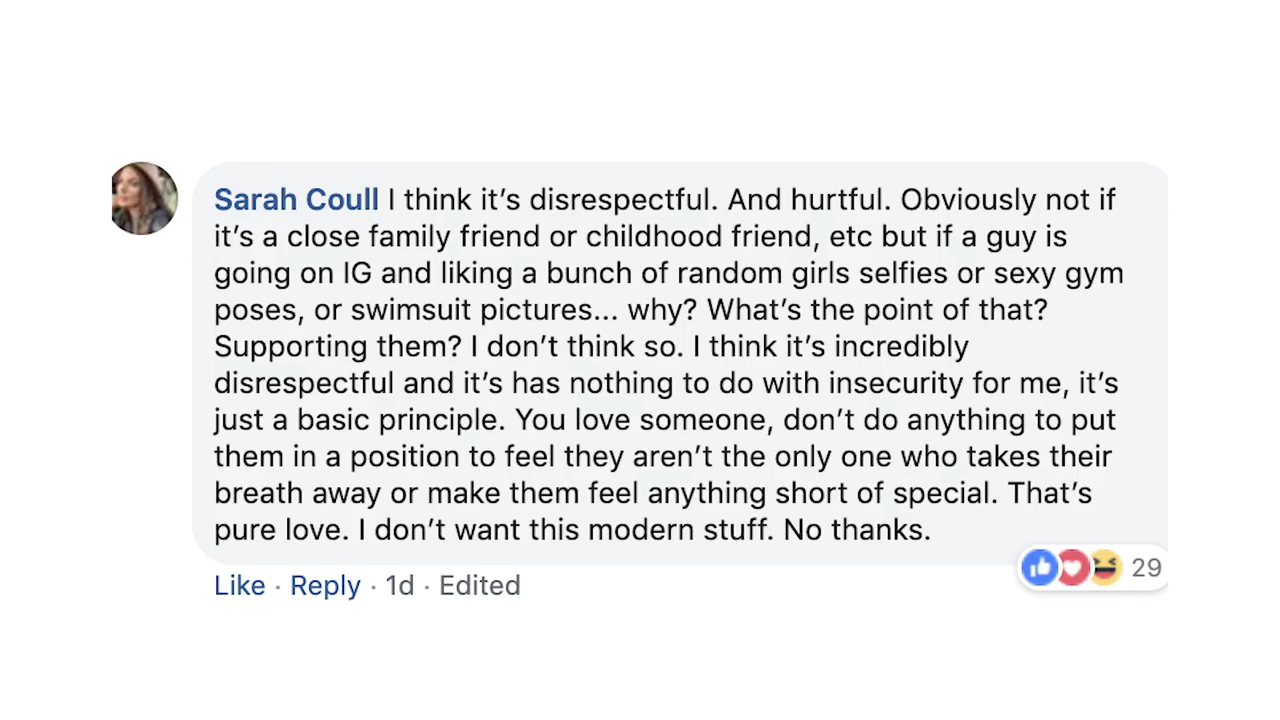 Sarah Coull I think it’s disrespectful. And hurtful. Obviously not if
it’s a close family friend or childhood friend, etc but if a guy is
going on IG and liking a bunch of random girls selfies or sexy gym
poses, or swimsuit pictures... why? What’s the point of that?
Supporting them? I don’t think so. I think it’s incredibly
disrespectful and it’s has nothing to do with insecurity for me, it’s
just a basic principle. You love someone, don’t do anything to put
them in a position to feel they aren’t the only one who takes their
breath away or make them feel anything short of special. That’s
pure love. I don’t want this modern stuff. No thanks.
29
Like · Reply · 1d · Edited